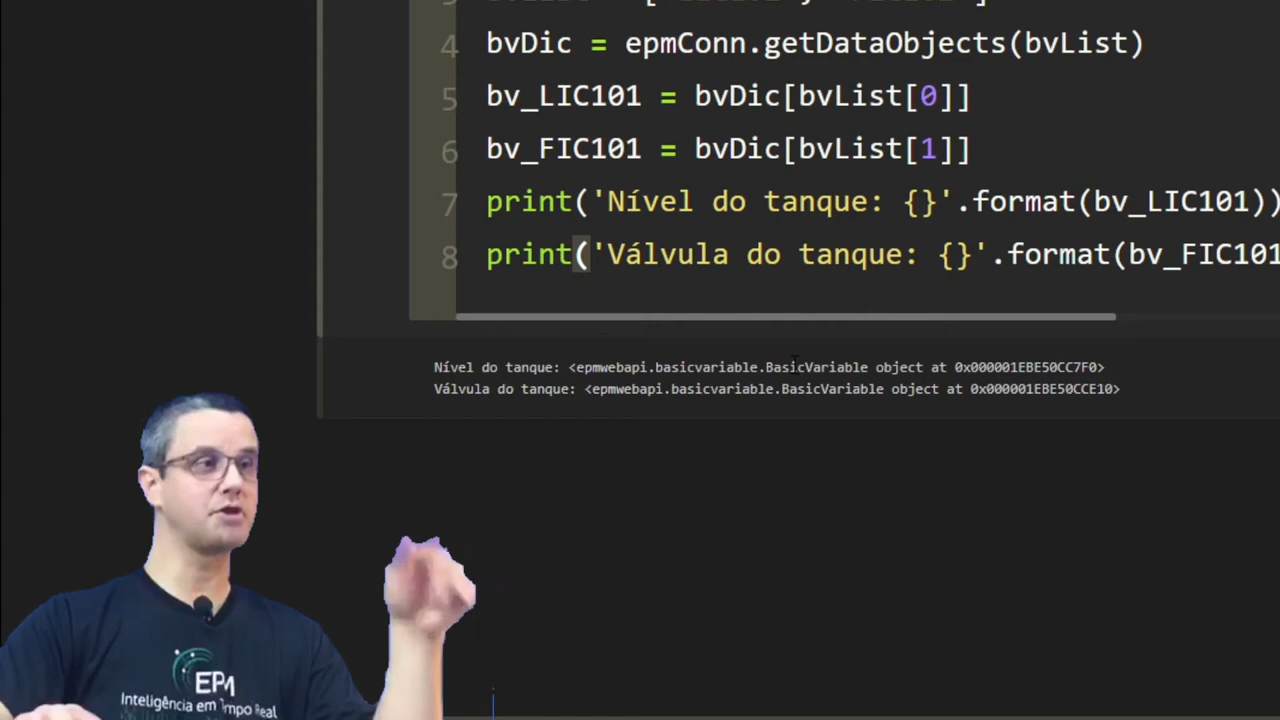 4 bvDic = epmConn.getDataObjects(bvList)
5 bv_LIC101 = bvDic[bvList[0]]
6 bv_FIC101 = bvDic[bvList[1]]
7 print('Nível do tanque: {}'.format(bv_LIC101))
8 print('Válvula do tanque: {}'.format(bv_FIC101
Nível do tanque: <epmwebapi.basicvariable.BasicVariable object at 0x000001EBE50CC7F0>
Válvula do tanque: <epmwebapi.basicvariable.BasicVariable object at 0x000001EBE50CCE10>
EPM
Inteligência em Tempo Real